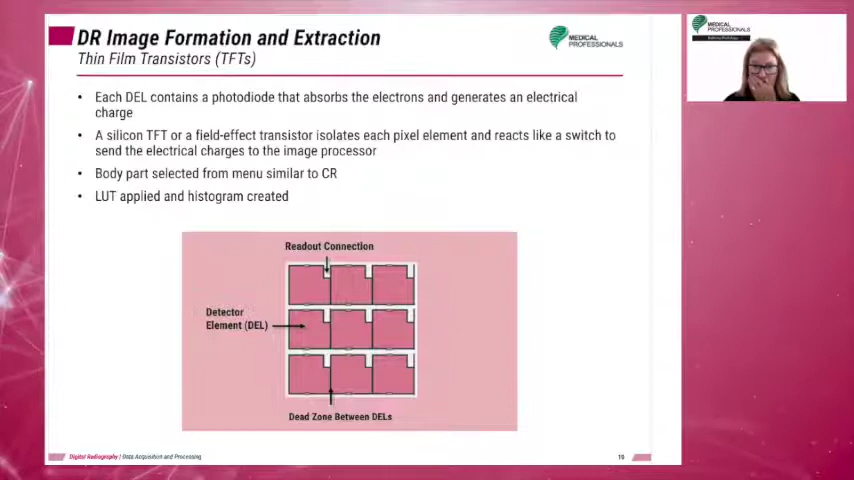 DR Image Formation and Extraction
Thin Film Transistors (TFTs)
MEDICAL
PROFESSIONALS
• Each DEL contains a photodiode that absorbs the electrons and generates an electrical
charge
• A silicon TFT or a field-effect transistor isolates each pixel element and reacts like a switch to
send the electrical charges to the image processor
• Body part selected from menu similar to CR
• LUT applied and histogram created
Readout Connection
Detector
Element (DEL)
Dead Zone Between DELs
Digital Radiography | Data Acquisition and Processing
19
MEDICAL
PROFESSIONALS